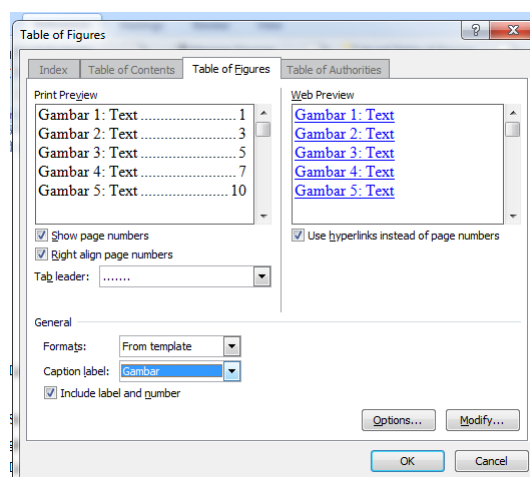 Table of Figures
Index
Table of Contents
Table of Figures
Table of Authorities
Print Preview
Gambar 1: Text ........................... 1
Gambar 2: Text ........................... 3
Gambar 3: Text ........................... 5
Gambar 4: Text ........................... 7
Gambar 5: Text ......................... 10
Show page numbers
Right align page numbers
Tab leader: .......
Web Preview
Gambar 1: Text
Gambar 2: Text
Gambar 3: Text
Gambar 4: Text
Gambar 5: Text
Use hyperlinks instead of page numbers
General
Formats: From template
Caption label: Gambar
Include label and number
Options...
Modify...
OK
Cancel